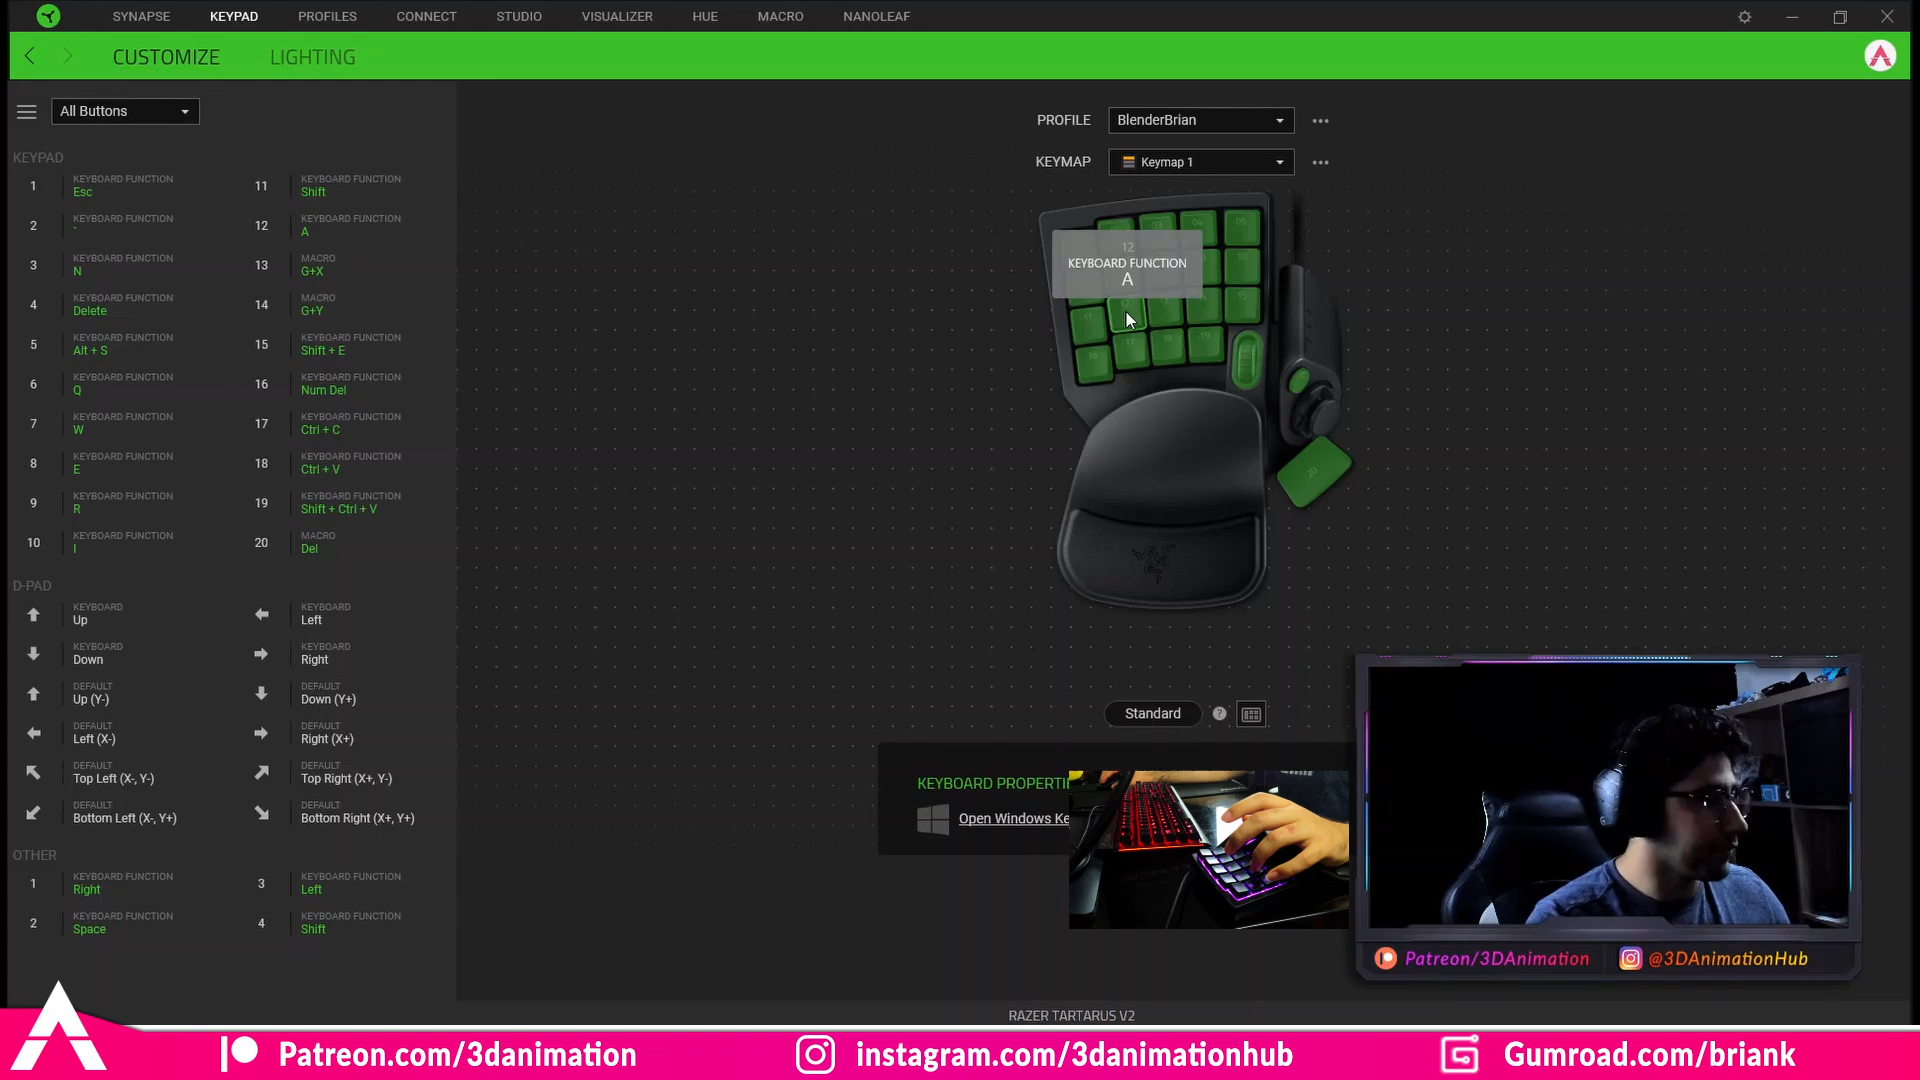 SYNAPSE KEYPAD PROFILES CONNECT STUDIO VISUALIZER HUE MACRO NANOLEAF
CUSTOMIZE LIGHTING
All Buttons
PROFILE BlenderBrian
KEYMAP Keymap 1
KEYPAD
1 KEYBOARD FUNCTION Esc
11 KEYBOARD FUNCTION Shift
2 KEYBOARD FUNCTION `
12 KEYBOARD FUNCTION A
3 KEYBOARD FUNCTION N
13 MACRO G+X
4 KEYBOARD FUNCTION Delete
14 MACRO G+Y
5 KEYBOARD FUNCTION Alt + S
15 KEYBOARD FUNCTION Shift + E
6 KEYBOARD FUNCTION Q
16 KEYBOARD FUNCTION Num Del
7 KEYBOARD FUNCTION W
17 KEYBOARD FUNCTION Ctrl + C
8 KEYBOARD FUNCTION E
18 KEYBOARD FUNCTION Ctrl + V
9 KEYBOARD FUNCTION R
19 KEYBOARD FUNCTION Shift + Ctrl + V
10 KEYBOARD FUNCTION I
20 MACRO Del
D-PAD
KEYBOARD Up
KEYBOARD Left
KEYBOARD Down
KEYBOARD Right
DEFAULT Up (Y-)
DEFAULT Down (Y+)
DEFAULT Left (X-)
DEFAULT Right (X+)
DEFAULT Top Left (X-, Y-)
DEFAULT Top Right (X+, Y-)
DEFAULT Bottom Left (X-, Y+)
DEFAULT Bottom Right (X+, Y+)
OTHER
1 KEYBOARD FUNCTION Right
3 KEYBOARD FUNCTION Left
2 KEYBOARD FUNCTION Space
4 KEYBOARD FUNCTION Shift
12
KEYBOARD FUNCTION
A
Standard ?
KEYBOARD PROPERTI
Open Windows Ke
Patreon/3DAnimation @3DAnimationHub
RAZER TARTARUS V2
Patreon.com/3danimation instagram.com/3danimationhub Gumroad.com/briank